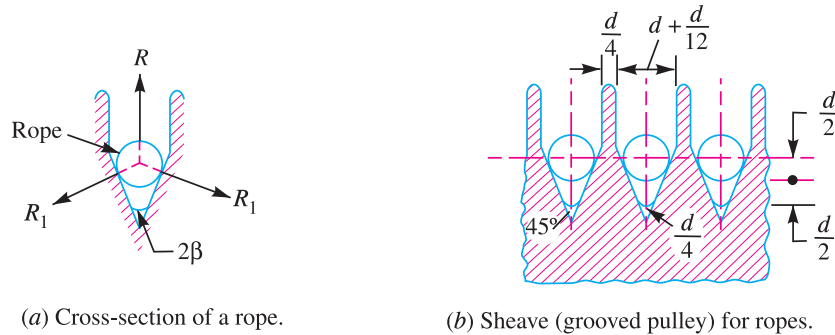 R
Rope
R₁
R₁
2β
(a) Cross-section of a rope.
d/4
d + d/12
d/2
45°
d/4
d/2
(b) Sheave (grooved pulley) for ropes.